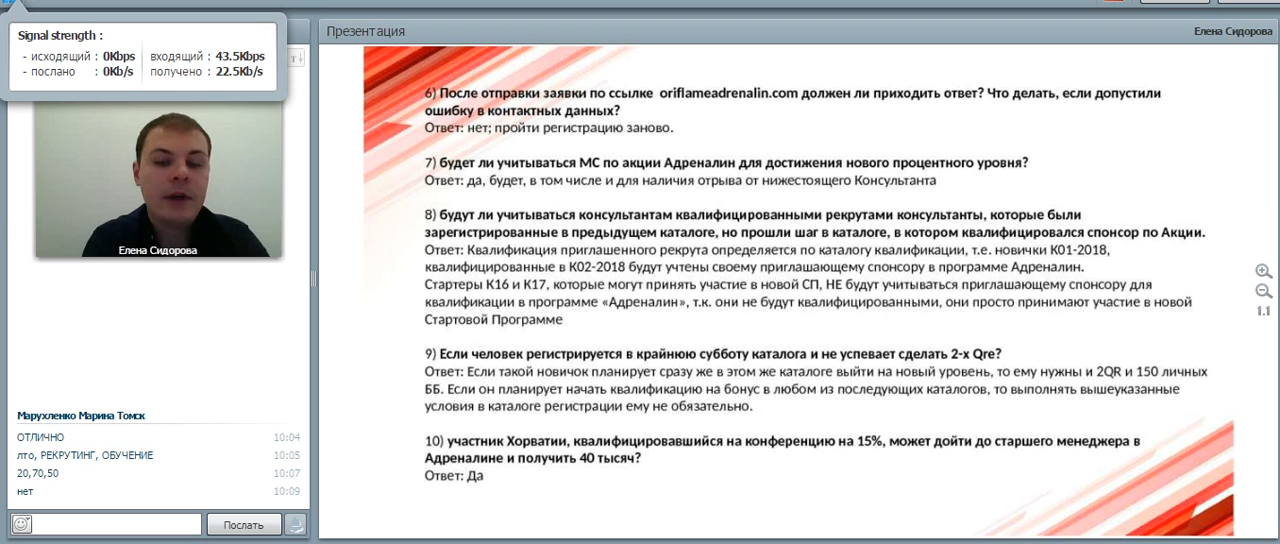 Signal strength :
- исходящий : 0Kbps входящий : 43.5Kbps
- послано : 0Kb/s получено : 22.5Kb/s
Презентация
Елена Сидорова
Елена Сидорова
Марухленко Марина Томск
ОТЛИЧНО 10:04
лто, РЕКРУТИНГ, ОБУЧЕНИЕ 10:05
20,70,50 10:07
нет 10:09
Послать
6) После отправки заявки по ссылке oriflameadrenalin.com должен ли приходить ответ? Что делать, если допустили
ошибку в контактных данных?
Ответ: нет; пройти регистрацию заново.
7) будет ли учитываться МС по акции Адреналин для достижения нового процентного уровня?
Ответ: да, будет, в том числе и для наличия отрыва от нижестоящего Консультанта
8) будут ли учитываться консультантам квалифицированными рекрутами консультанты, которые были
зарегистрированные в предыдущем каталоге, но прошли шаг в каталоге, в котором квалифицировался спонсор по Акции.
Ответ: Квалификация приглашенного рекрута определяется по каталогу квалификации, т.е. новички К01-2018,
квалифицированные в К02-2018 будут учтены своему приглашающему спонсору в программе Адреналин.
Стартеры К16 и К17, которые могут принять участие в новой СП, НЕ будут учитываться приглашающему спонсору для
квалификации в программе «Адреналин», т.к. они не будут квалифицированными, они просто принимают участие в новой
Стартовой Программе
9) Если человек регистрируется в крайнюю субботу каталога и не успевает сделать 2-х Qre?
Ответ: Если такой новичок планирует сразу же в этом же каталоге выйти на новый уровень, то ему нужны и 2QR и 150 личных
ББ. Если он планирует начать квалификацию на бонус в любом из последующих каталогов, то выполнять вышеуказанные
условия в каталоге регистрации ему не обязательно.
10) участник Хорватии, квалифицировавшийся на конференцию на 15%, может дойти до старшего менеджера в
Адреналине и получить 40 тысяч?
Ответ: Да
1.1